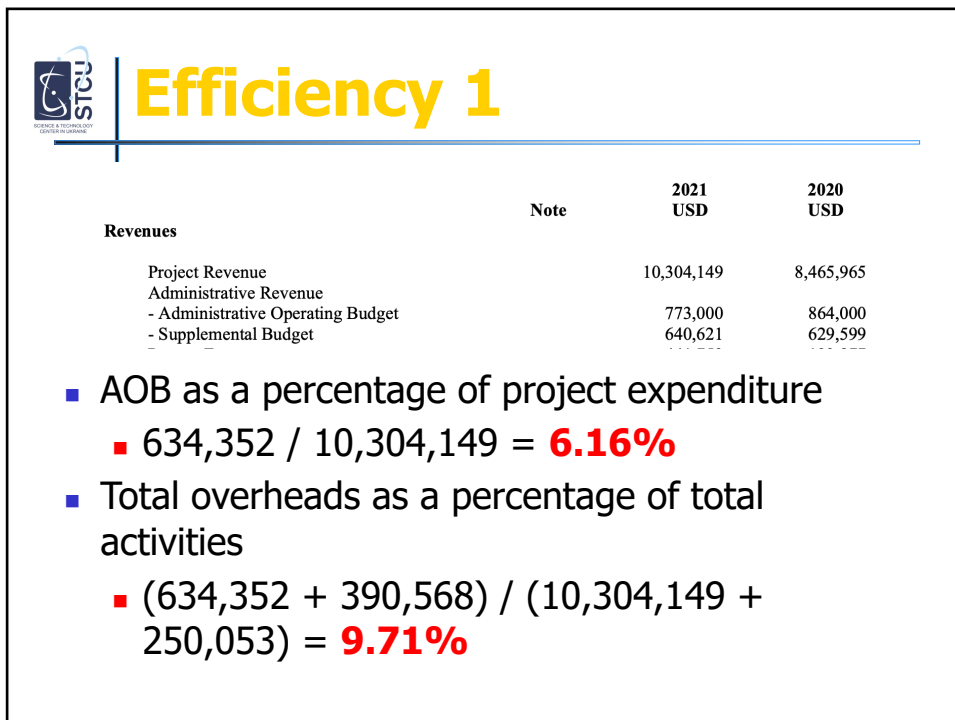 STCU
SCIENCE & TECHNOLOGY
CENTER IN UKRAINE
Efficiency 1
2021 2020
Note USD USD
Revenues
Project Revenue 10,304,149 8,465,965
Administrative Revenue
- Administrative Operating Budget 773,000 864,000
- Supplemental Budget 640,621 629,599
AOB as a percentage of project expenditure
634,352 / 10,304,149 = 6.16%
Total overheads as a percentage of total
activities
(634,352 + 390,568) / (10,304,149 +
250,053) = 9.71%